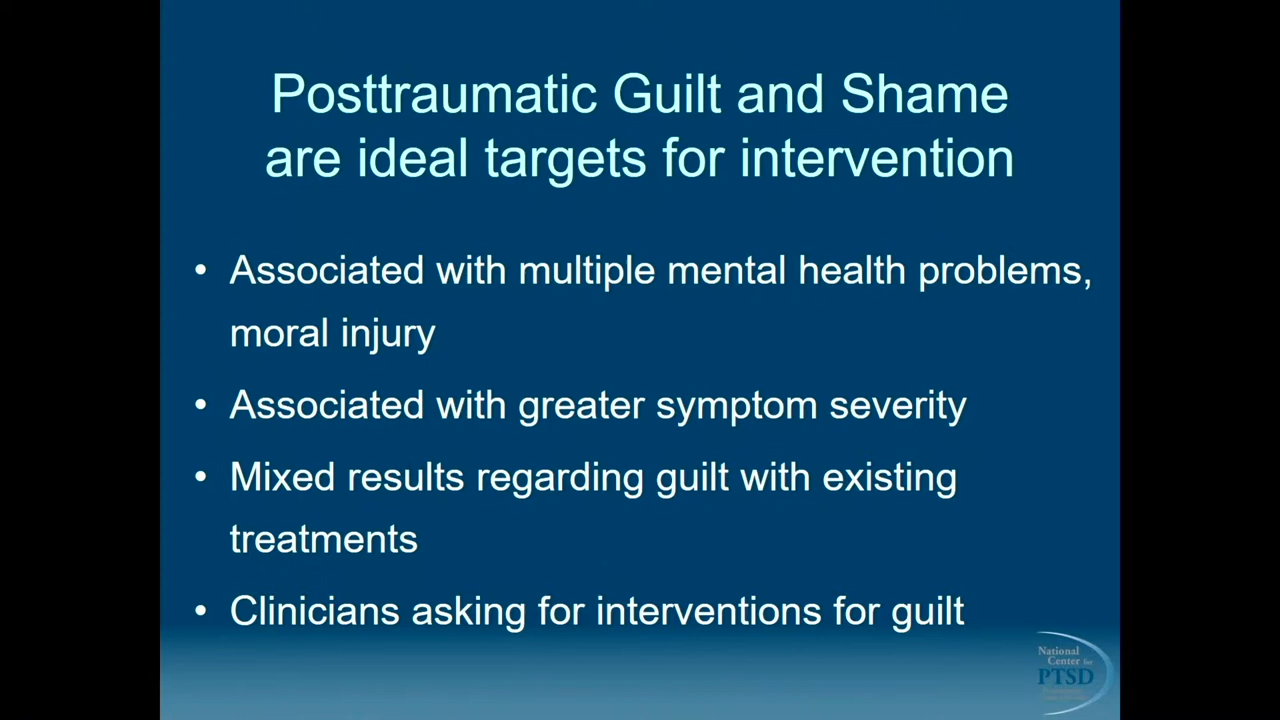 Posttraumatic Guilt and Shame
are ideal targets for intervention
• Associated with multiple mental health problems,
moral injury
• Associated with greater symptom severity
• Mixed results regarding guilt with existing
treatments
• Clinicians asking for interventions for guilt
National
Center for
PTSD